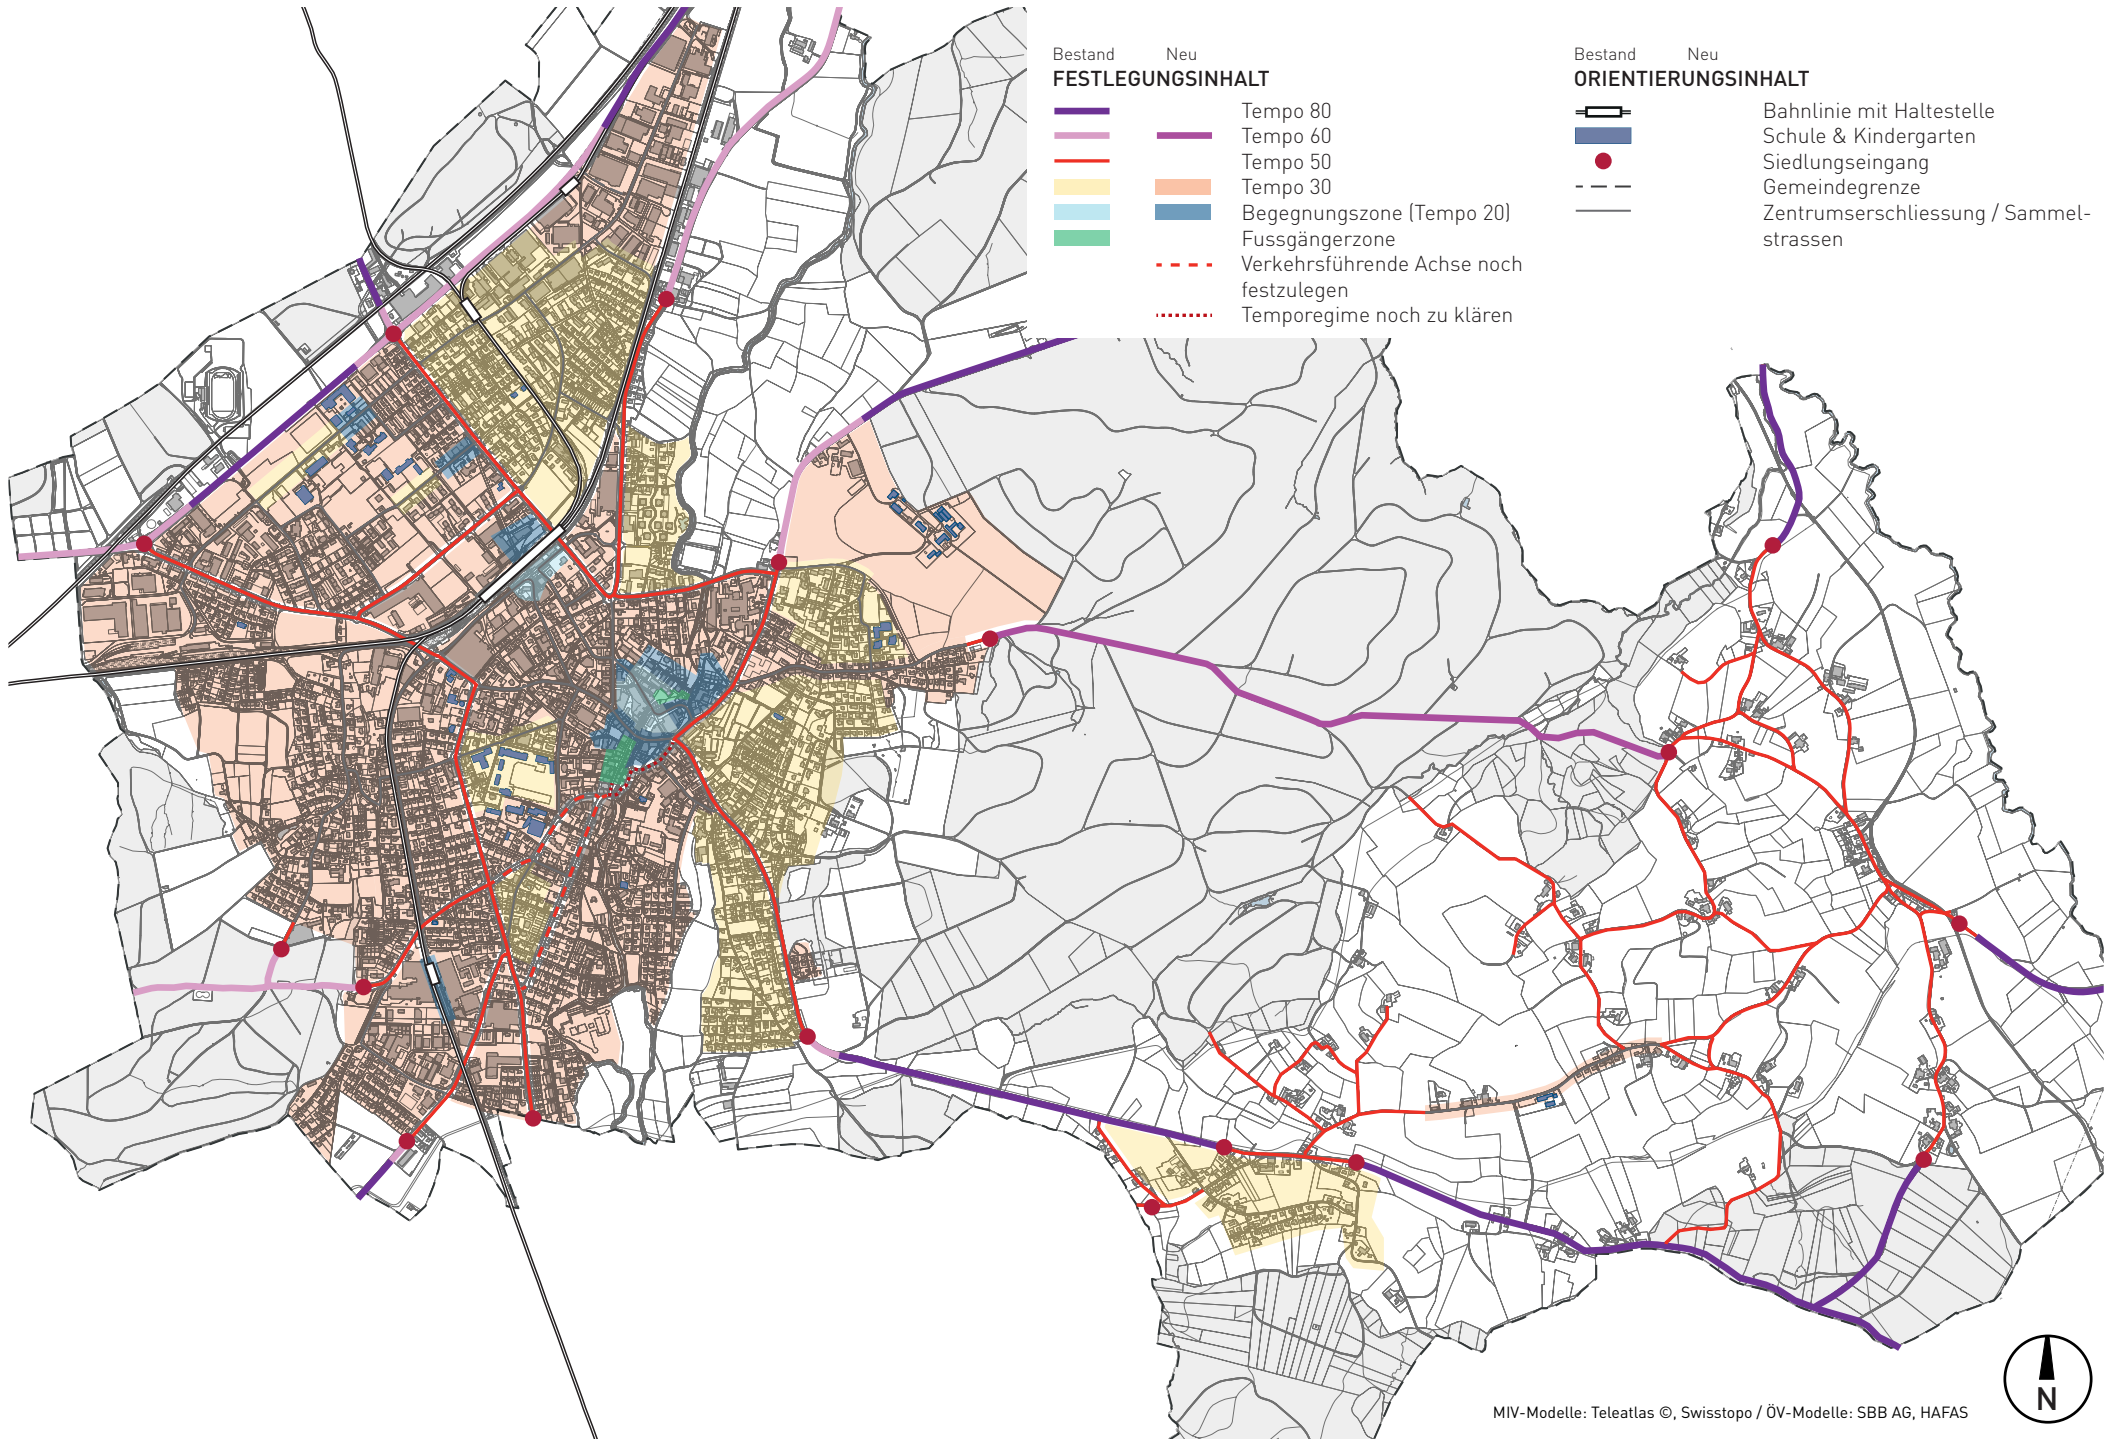 Bestand Neu
FESTLEGUNGSINHALT
Tempo 80
Tempo 60
Tempo 50
Tempo 30
Begegnungszone (Tempo 20)
Fussgängerzone
Verkehrsführende Achse noch
festzulegen
Temporegime noch zu klären
Bestand Neu
ORIENTIERUNGSINHALT
Bahnlinie mit Haltestelle
Schule & Kindergarten
Siedlungseingang
Gemeindegrenze
Zentrumserschliessung / Sammel-
strassen
MIV-Modelle: Teleatlas ©, Swisstopo / ÖV-Modelle: SBB AG, HAFAS
N